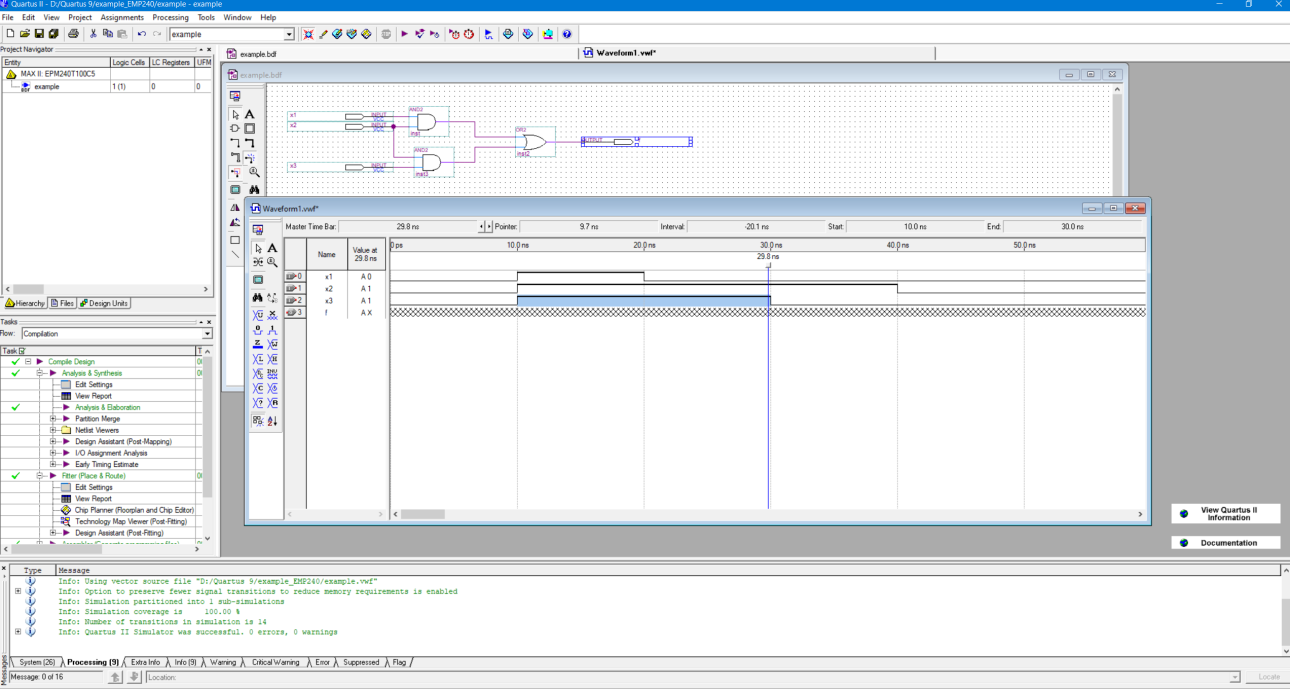 Quartus II - D:/Quartus 9/example_EMP240/example - example
File Edit View Project Assignments Processing Tools Window Help
example
Project Navigator
Entity Logic Cells LC Registers UFM
MAX II: EPM240T100C5
example 1 (1) 0 0
Hierarchy Files Design Units
Tasks
Flow: Compilation
Task T
Compile Design
Analysis & Synthesis
Edit Settings
View Report
Analysis & Elaboration
Partition Merge
Netlist Viewers
Design Assistant (Post-Mapping)
I/O Assignment Analysis
Early Timing Estimate
Fitter (Place & Route)
Edit Settings
View Report
Chip Planner (Floorplan and Chip Editor)
Technology Map Viewer (Post-Fitting)
Design Assistant (Post-Fitting)
example.bdf Waveform1.vwf*
example.bdf
x1 INPUT VCC
x2 INPUT VCC
x3 INPUT VCC
AND2
inst
AND2
OR2
inst2
OUTPUT
Waveform1.vwf*
Master Time Bar: 29.8 ns Pointer: 9.7 ns Interval: -20.1 ns Start: 10.0 ns End: 30.0 ns
Name Value at 29.8 ns
0 ps 10.0 ns 20.0 ns 30.0 ns 40.0 ns 50.0 ns
29.8 ns
0 x1 A 0
1 x2 A 1
2 x3 A 1
3 f A X
View Quartus II Information
Documentation
Type Message
Info: Using vector source file "D:/Quartus 9/example_EMP240/example.vwf"
Info: Option to preserve fewer signal transitions to reduce memory requirements is enabled
Info: Simulation partitioned into 1 sub-simulations
Info: Simulation coverage is 100.00 %
Info: Number of transitions in simulation is 14
Info: Quartus II Simulator was successful. 0 errors, 0 warnings
System (26) Processing (9) Extra Info Info (9) Warning Critical Warning Error Suppressed Flag
Messages
Message: 0 of 16 Location: Locate